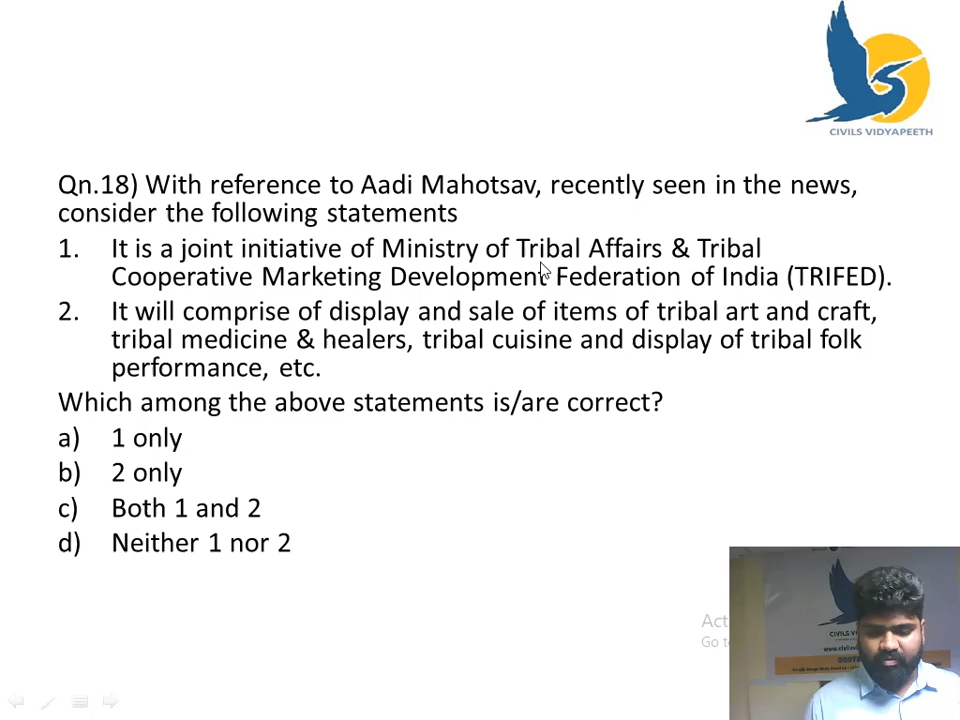 CIVILS VIDYAPEETH
Qn.18) With reference to Aadi Mahotsav, recently seen in the news,
consider the following statements
1. It is a joint initiative of Ministry of Tribal Affairs & Tribal
Cooperative Marketing Development Federation of India (TRIFED).
2. It will comprise of display and sale of items of tribal art and craft,
tribal medicine & healers, tribal cuisine and display of tribal folk
performance, etc.
Which among the above statements is/are correct?
a) 1 only
b) 2 only
c) Both 1 and 2
d) Neither 1 nor 2
Act
Go to
CIVILS